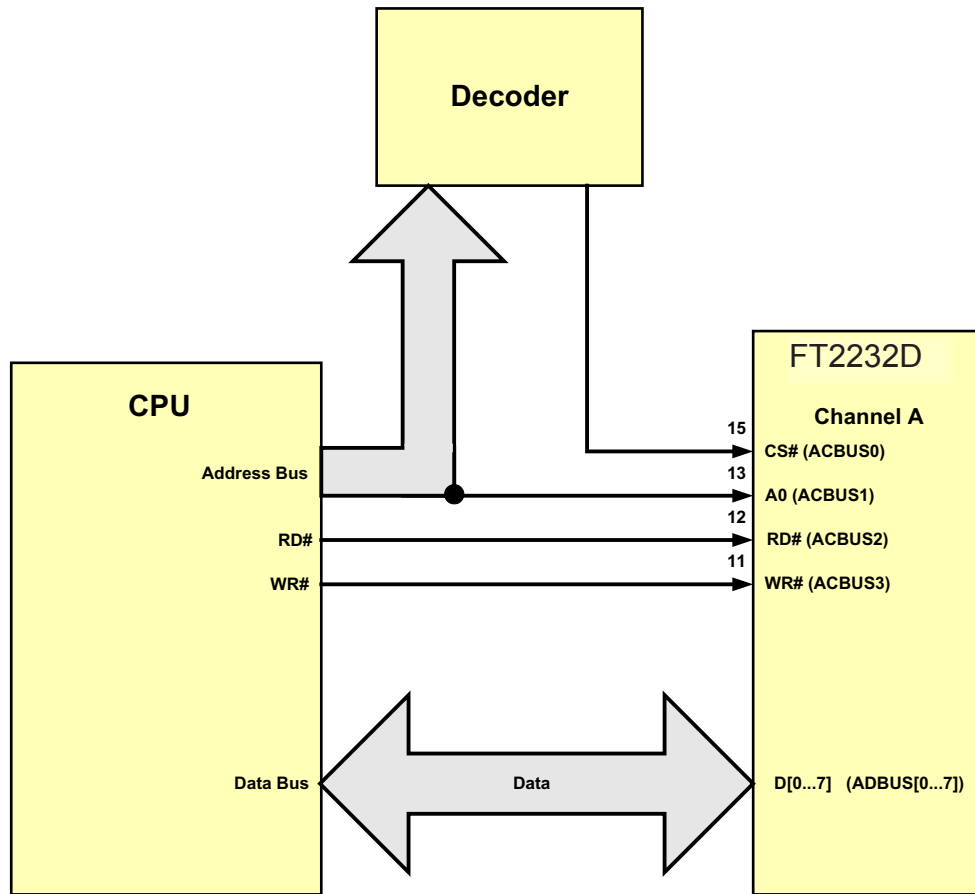 Decoder
FT2232D
CPU
Channel A
15
CS# (ACBUS0)
Address Bus
13
A0 (ACBUS1)
12
RD#
RD# (ACBUS2)
11
WR#
WR# (ACBUS3)
Data Bus
Data
D[0...7] (ADBUS[0...7])